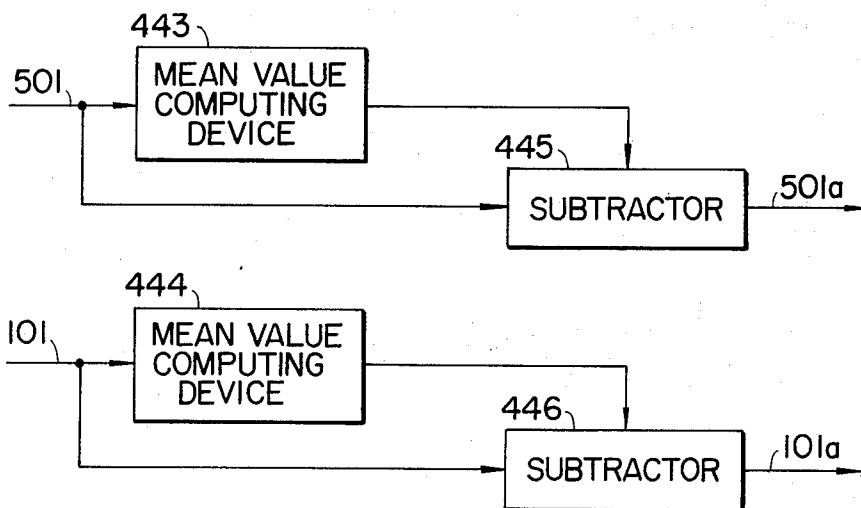 443
501
MEAN VALUE
COMPUTING
DEVICE
445
SUBTRACTOR
501a
444
101
MEAN VALUE
COMPUTING
DEVICE
446
SUBTRACTOR
101a